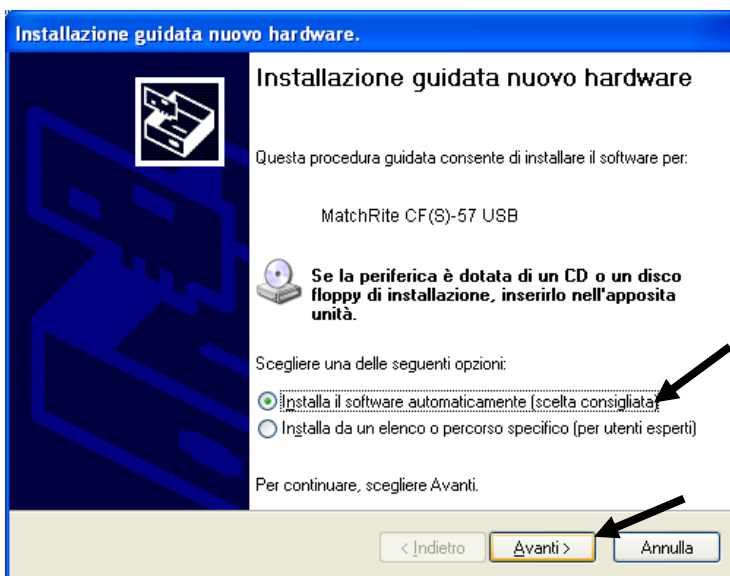 Installazione guidata nuovo hardware.
Installazione guidata nuovo hardware
Questa procedura guidata consente di installare il software per:
MatchRite CF(S)-57 USB
Se la periferica è dotata di un CD o un disco
floppy di installazione, inserirlo nell'apposita
unità.
Scegliere una delle seguenti opzioni:
Installa il software automaticamente (scelta consigliata)
Installa da un elenco o percorso specifico (per utenti esperti)
Per continuare, scegliere Avanti.
< Indietro Avanti > Annulla